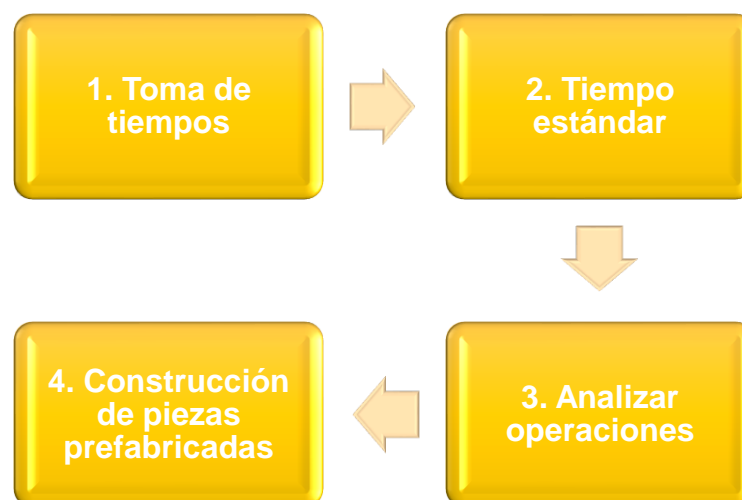 1. Toma de
tiempos
2. Tiempo
estándar
3. Analizar
operaciones
4. Construcción
de piezas
prefabricadas